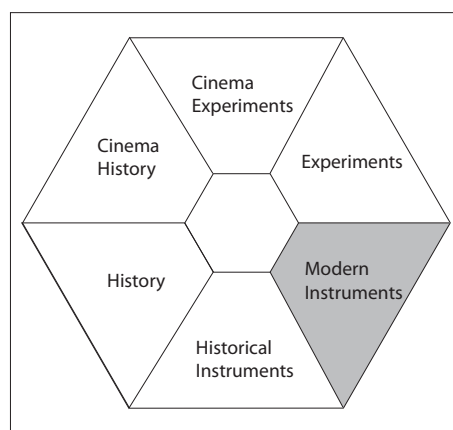 Cinema
Experiments
Cinema
History
Experiments
History
Modern
Instruments
Historical
Instruments